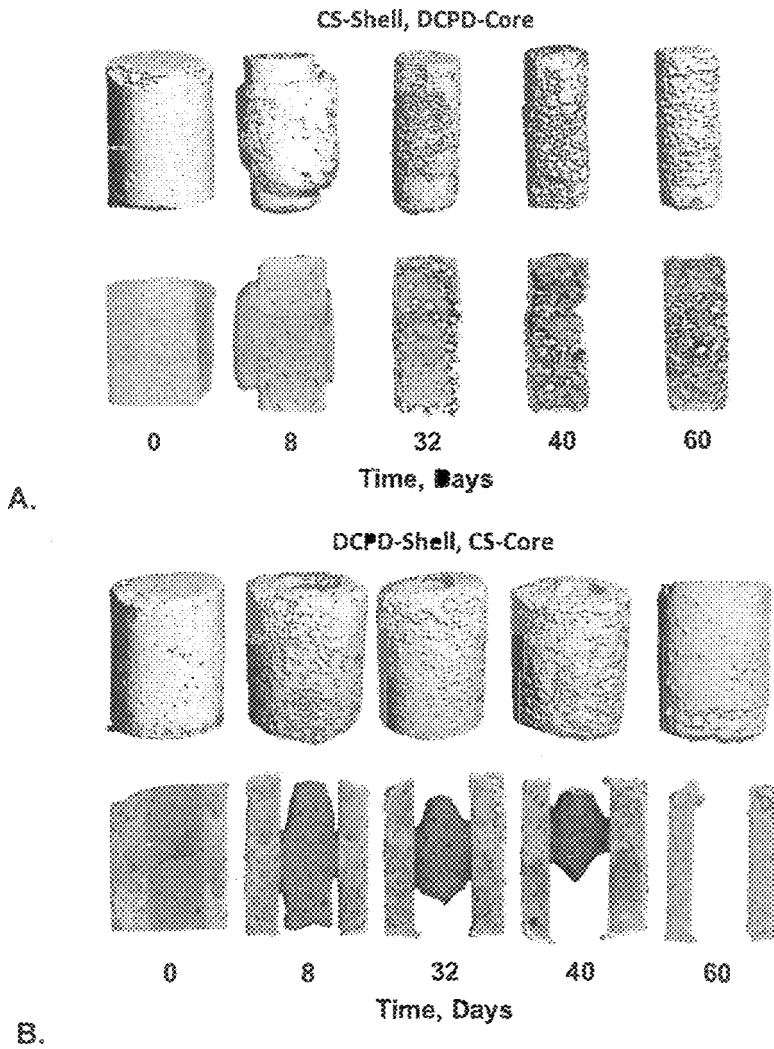 CS-Shell, DCPD-Core
0 8 32 40 60
Time, Days
A.
DCPD-Shell, CS-Core
0 8 32 40 60
Time, Days
B.